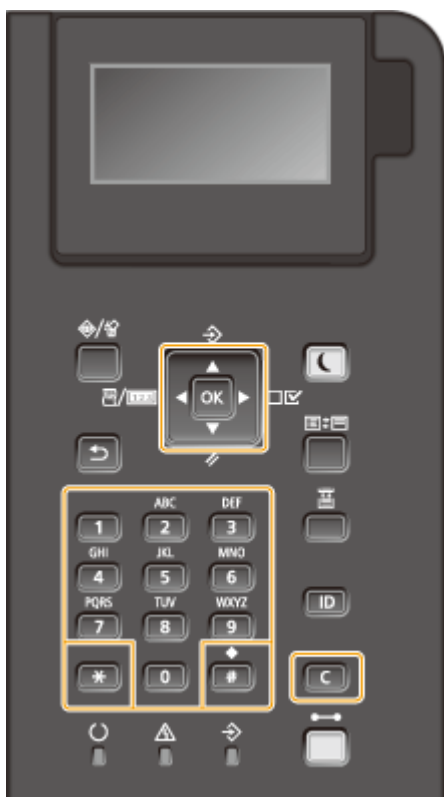 123
OK
ABC DEF
1 2 3
GHI JKL MNO
4 5 6
PQRS TUV WXYZ
7 8 9
ID
* 0 #
C